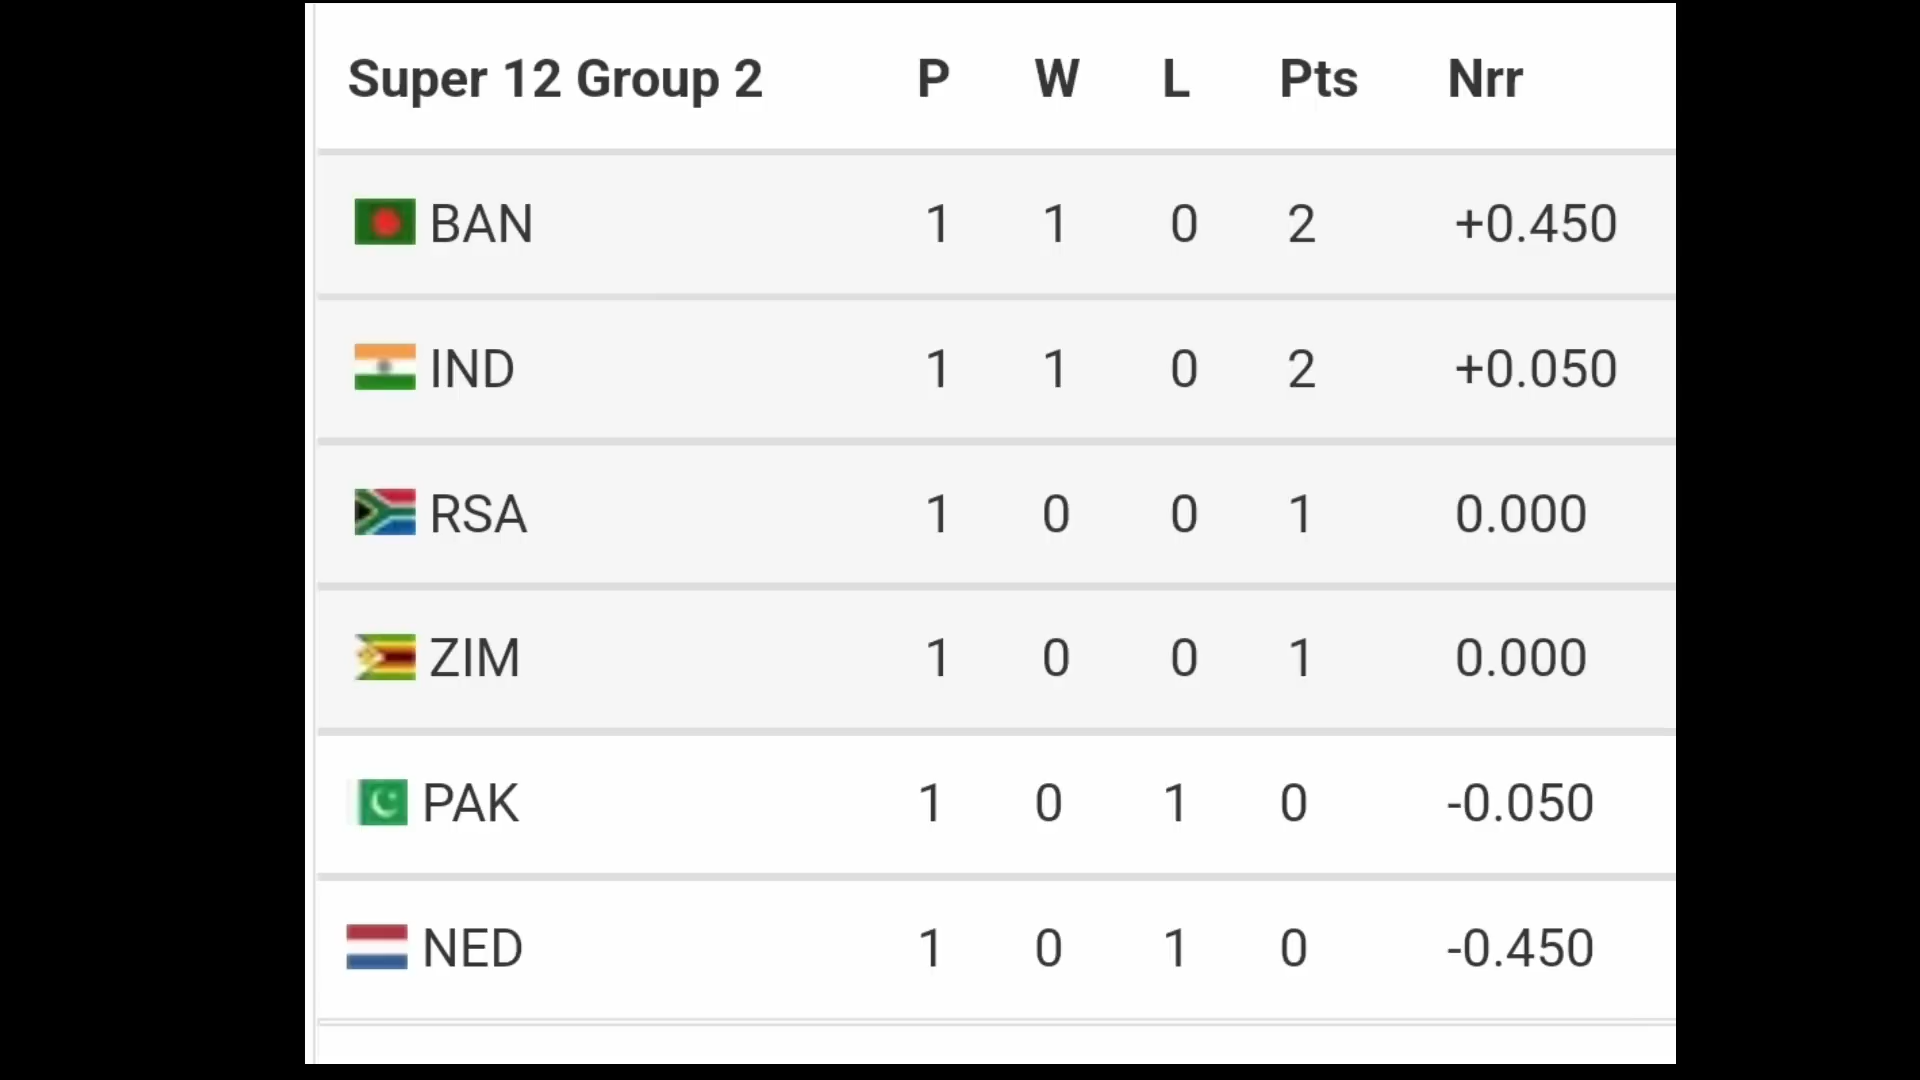 Super 12 Group 2 P W L Pts Nrr
BAN 1 1 0 2 +0.450
IND 1 1 0 2 +0.050
RSA 1 0 0 1 0.000
ZIM 1 0 0 1 0.000
PAK 1 0 1 0 -0.050
NED 1 0 1 0 -0.450